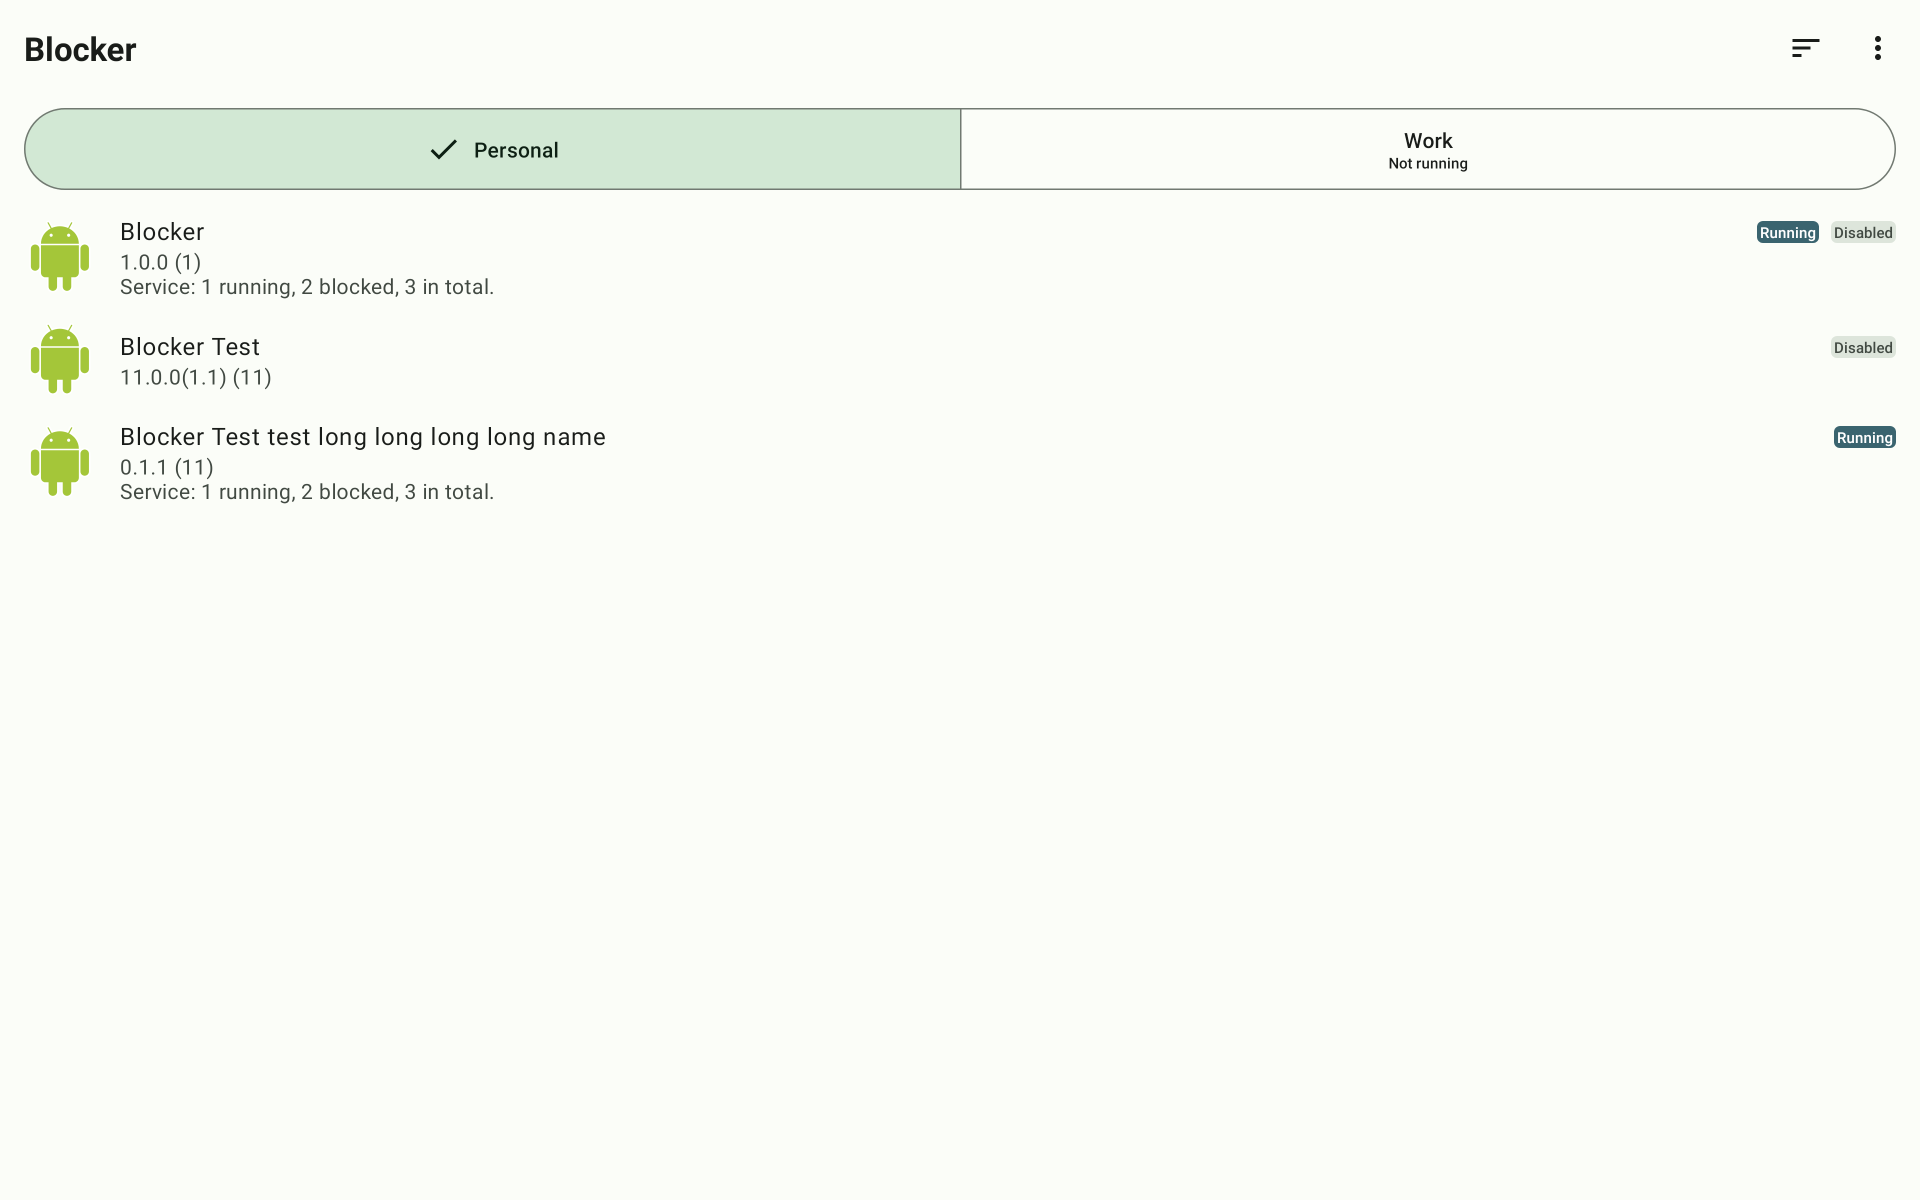 Blocker
Personal
Work
Not running
Blocker
Running
Disabled
1.0.0 (1)
Service: 1 running, 2 blocked, 3 in total.
Blocker Test
Disabled
11.0.0(1.1) (11)
Blocker Test test long long long long name
Running
0.1.1 (11)
Service: 1 running, 2 blocked, 3 in total.